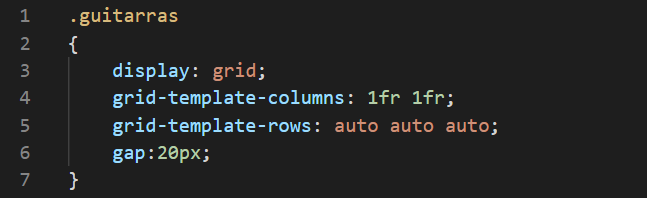 1 .guitarras
2 {
3     display: grid;
4     grid-template-columns: 1fr 1fr;
5     grid-template-rows: auto auto auto;
6     gap:20px;
7 }